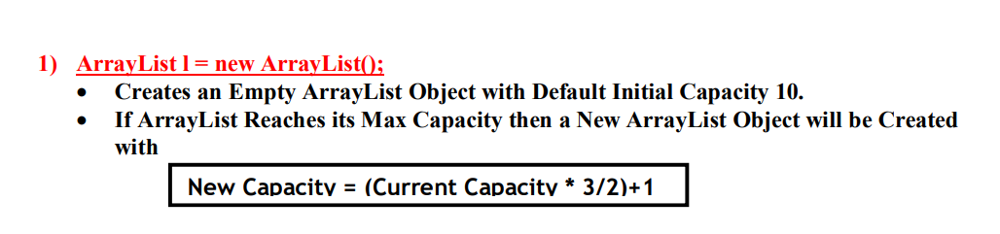 1) ArrayList l = new ArrayList();
• Creates an Empty ArrayList Object with Default Initial Capacity 10.
• If ArrayList Reaches its Max Capacity then a New ArrayList Object will be Created
with
New Capacity = (Current Capacity * 3/2)+1